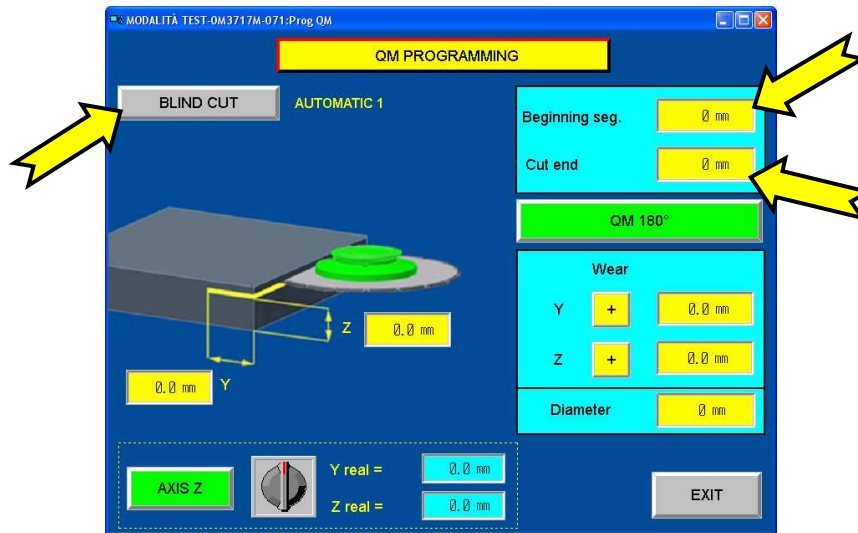 MODALITÀ TEST-0M3717M-071:Prog QM
QM PROGRAMMING
BLIND CUT
AUTOMATIC 1
Beginning seg.
0 mm
Cut end
0 mm
QM 180°
Wear
Y
+
0.0 mm
Z
+
0.0 mm
Diameter
0 mm
Z
0.0 mm
0.0 mm
Y
AXIS Z
Y real =
0.0 mm
Z real =
0.0 mm
EXIT